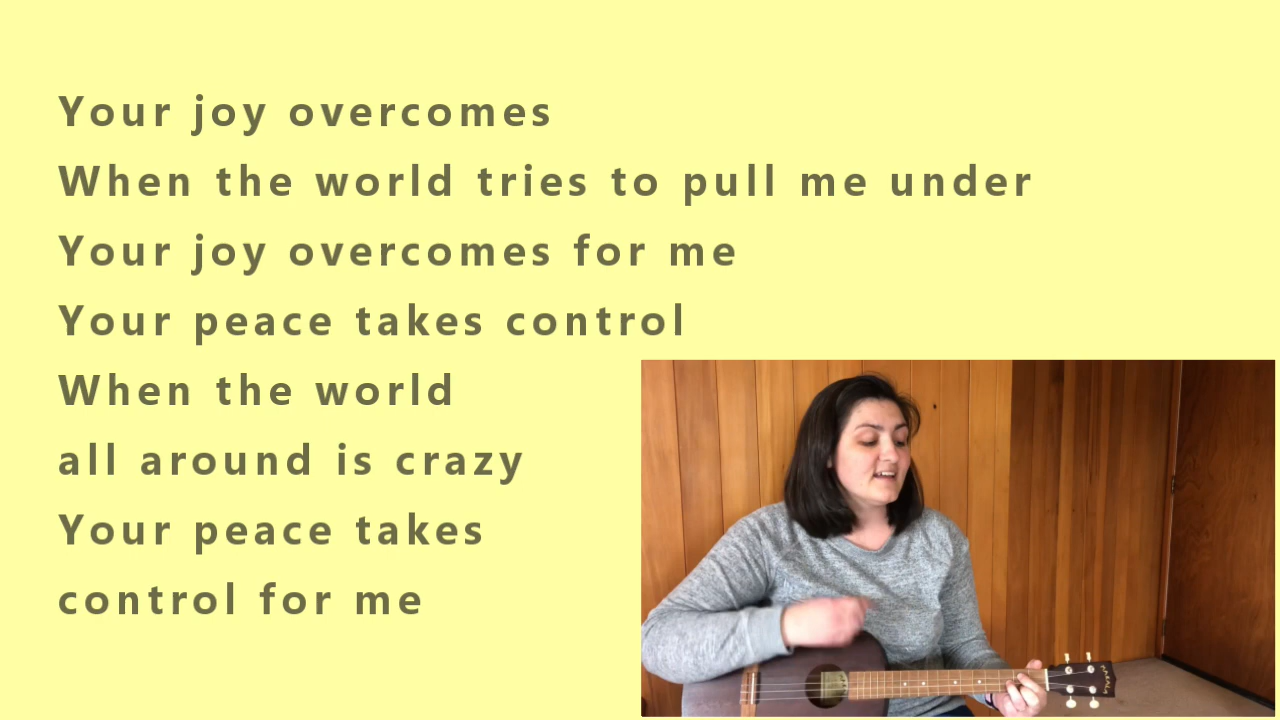 Your joy overcomes
When the world tries to pull me under
Your joy overcomes for me
Your peace takes control
When the world
all around is crazy
Your peace takes
control for me